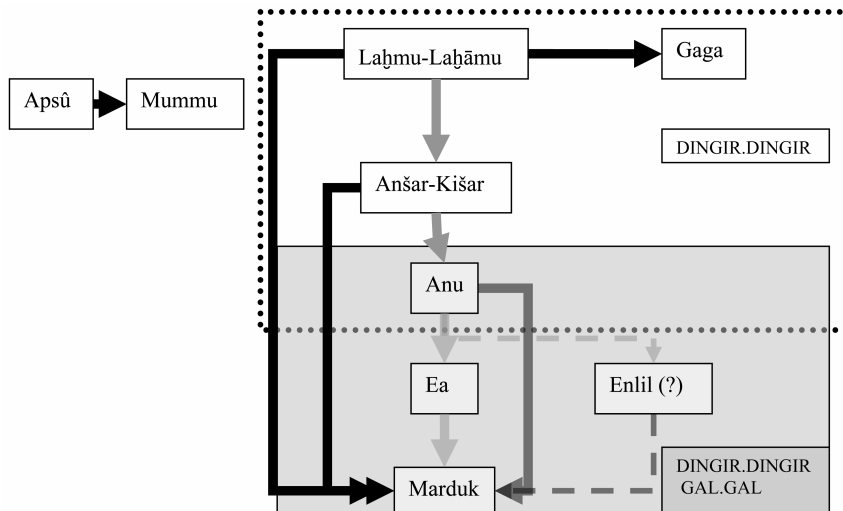 Laḫmu-Laḫāmu
Gaga
Apsû
Mummu
DINGIR.DINGIR
Anšar-Kišar
Anu
Ea
Enlil (?)
DINGIR.DINGIR
GAL.GAL
Marduk